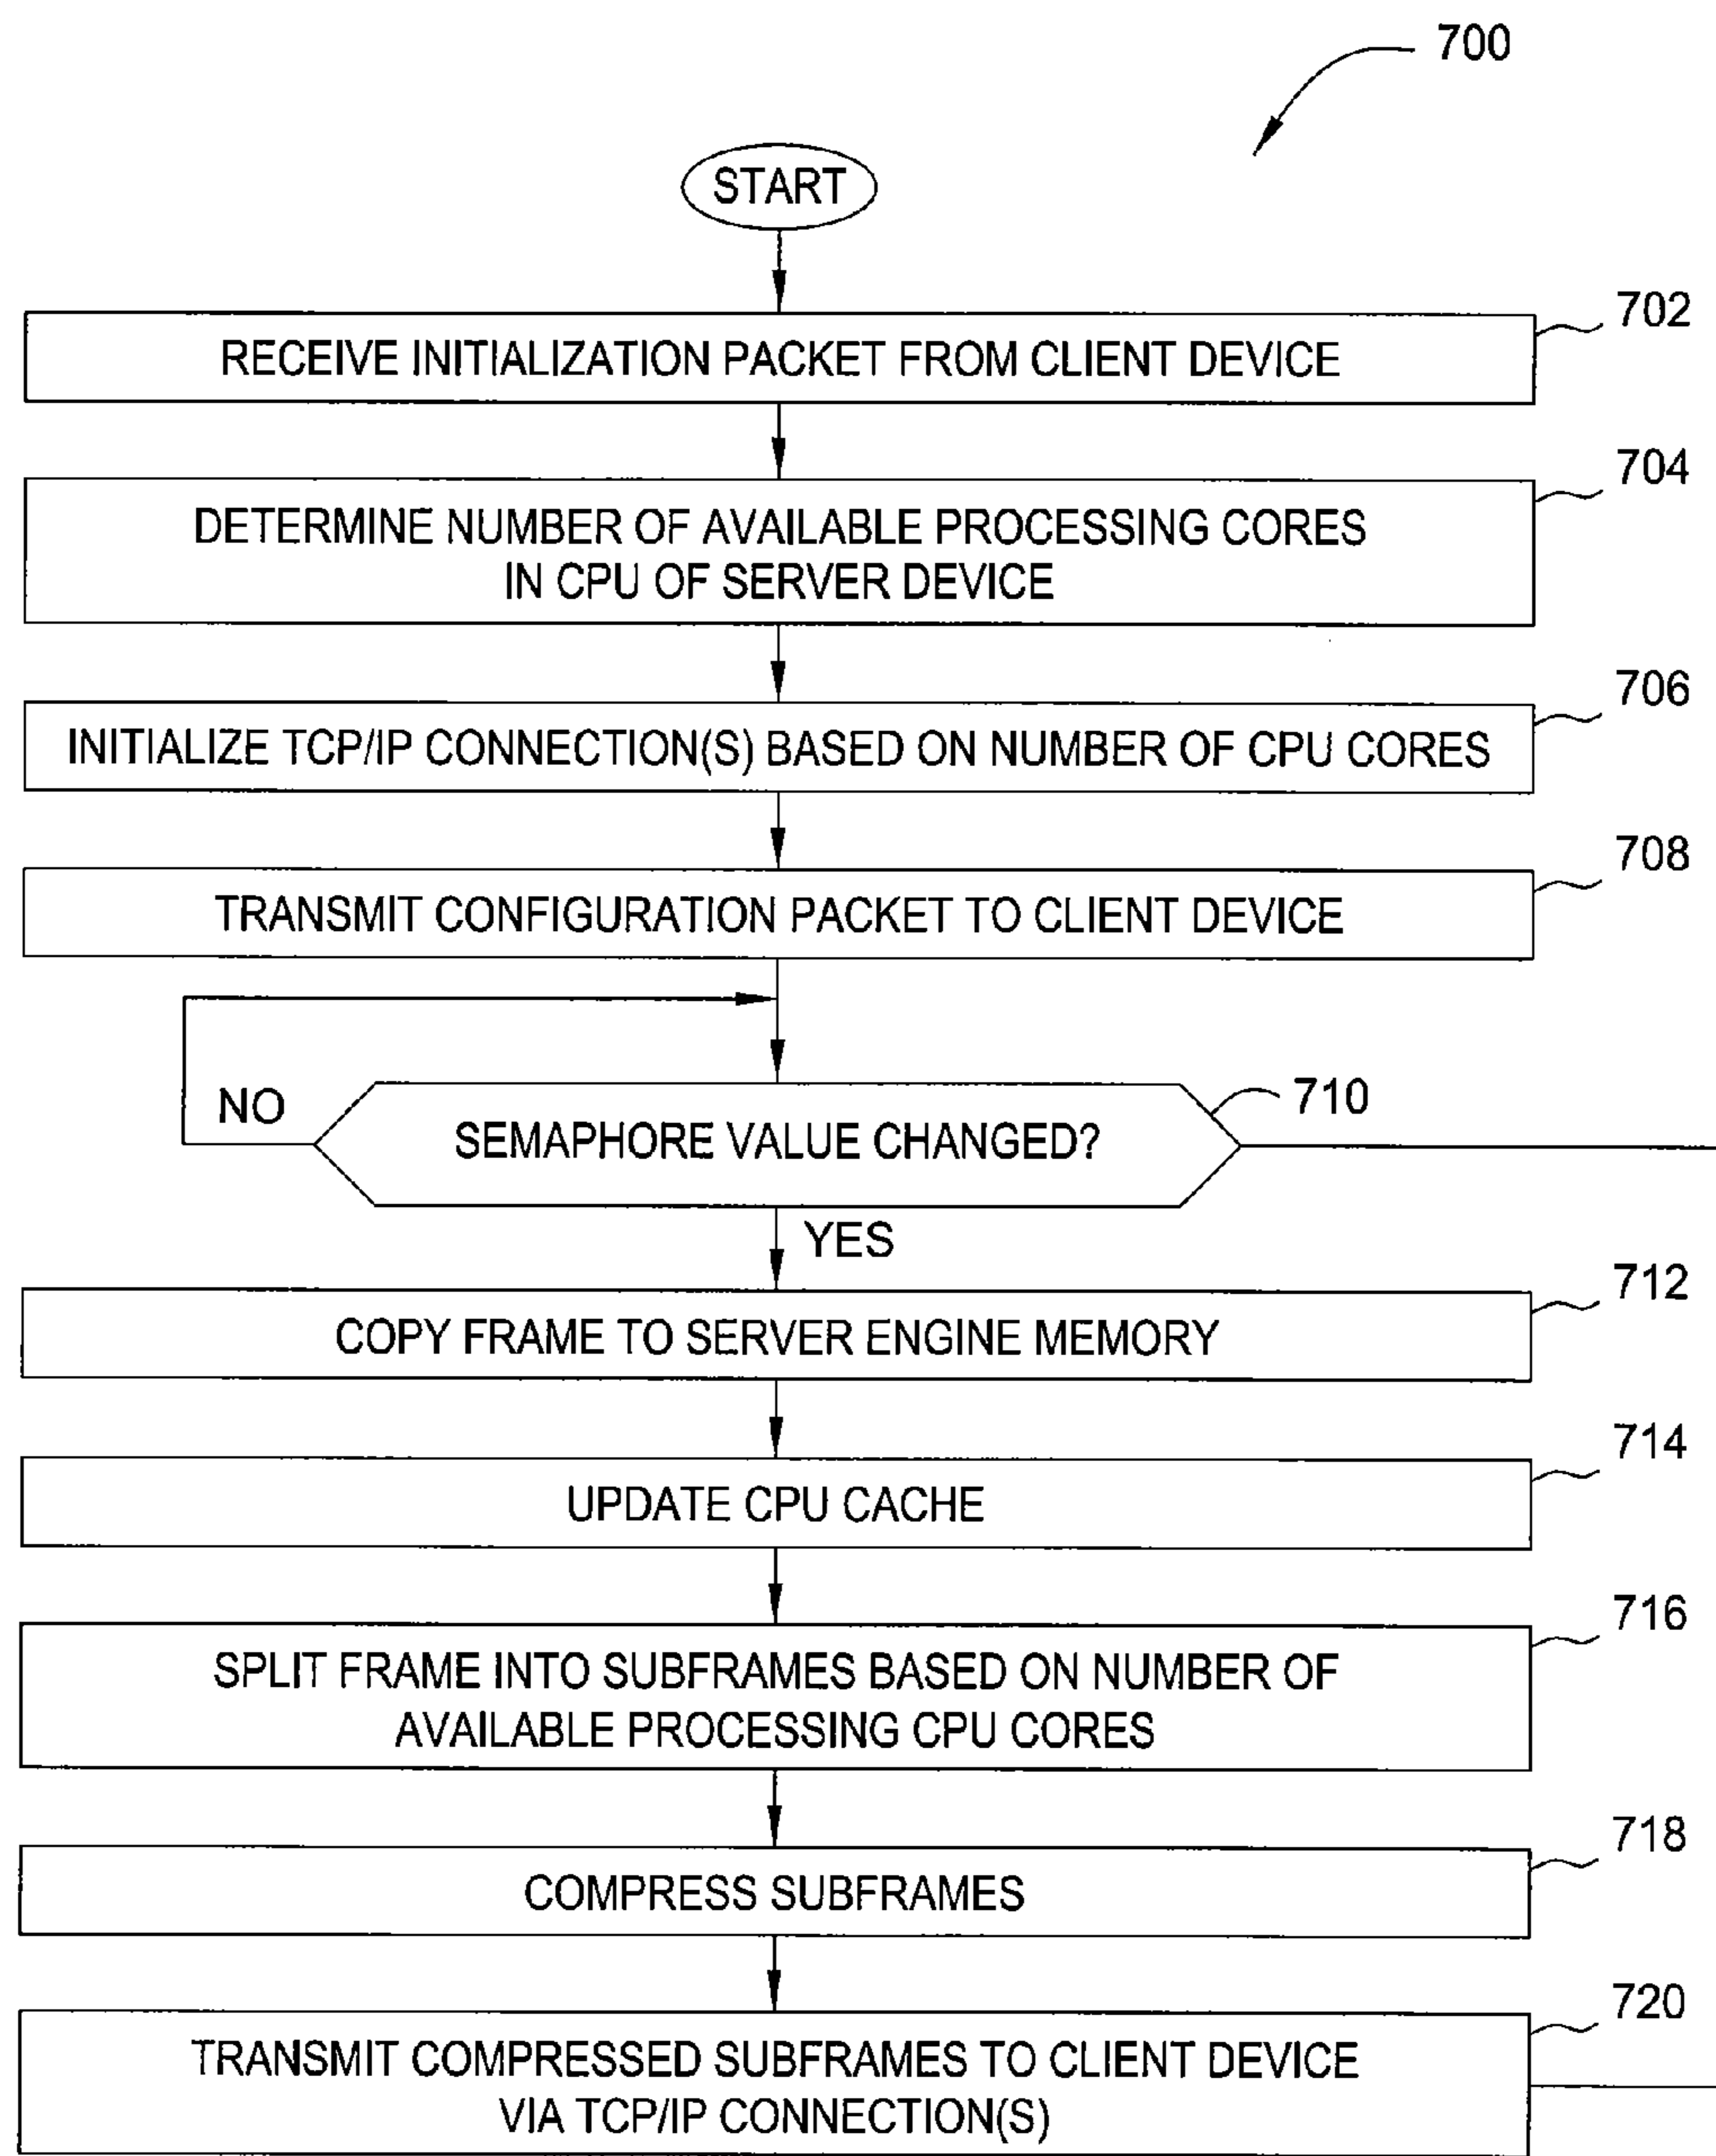 700
START
702
RECEIVE INITIALIZATION PACKET FROM CLIENT DEVICE
704
DETERMINE NUMBER OF AVAILABLE PROCESSING CORES
IN CPU OF SERVER DEVICE
706
INITIALIZE TCP/IP CONNECTION(S) BASED ON NUMBER OF CPU CORES
708
TRANSMIT CONFIGURATION PACKET TO CLIENT DEVICE
NO
710
SEMAPHORE VALUE CHANGED?
YES
712
COPY FRAME TO SERVER ENGINE MEMORY
714
UPDATE CPU CACHE
716
SPLIT FRAME INTO SUBFRAMES BASED ON NUMBER OF
AVAILABLE PROCESSING CPU CORES
718
COMPRESS SUBFRAMES
720
TRANSMIT COMPRESSED SUBFRAMES TO CLIENT DEVICE
VIA TCP/IP CONNECTION(S)